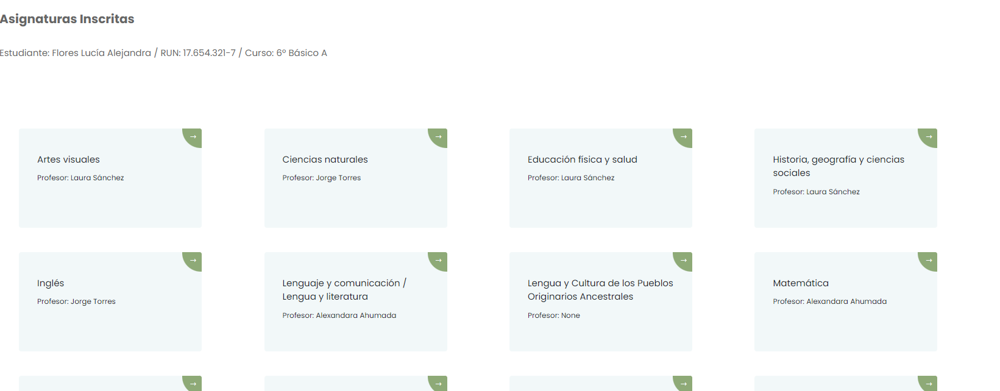 Asignaturas Inscritas
Estudiante: Flores Lucía Alejandra / RUN: 17.654.321-7 / Curso: 6º Básico A
→
→
→
→
Artes visuales
Profesor: Laura Sánchez
Ciencias naturales
Profesor: Jorge Torres
Educación física y salud
Profesor: Laura Sánchez
Historia, geografía y ciencias
sociales
Profesor: Laura Sánchez
→
→
→
→
Inglés
Profesor: Jorge Torres
Lenguaje y comunicación /
Lengua y literatura
Profesor: Alexandara Ahumada
Lengua y Cultura de los Pueblos
Originarios Ancestrales
Profesor: None
Matemática
Profesor: Alexandara Ahumada
→
→
→
→